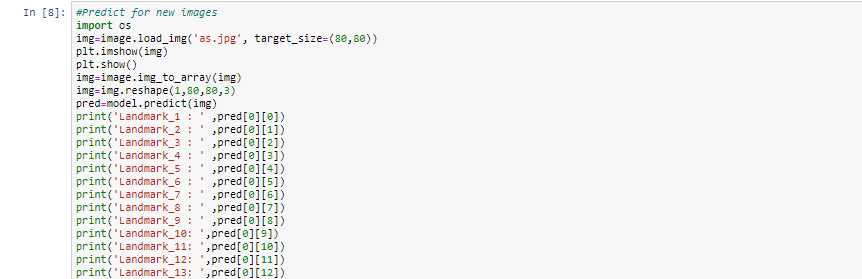 In [8]: #Predict for new images
import os
img=image.load_img('as.jpg', target_size=(80,80))
plt.imshow(img)
plt.show()
img=image.img_to_array(img)
img=img.reshape(1,80,80,3)
pred=model.predict(img)
print('Landmark_1 : ' ,pred[0][0])
print('Landmark_2 : ' ,pred[0][1])
print('Landmark_3 : ' ,pred[0][2])
print('Landmark_4 : ' ,pred[0][3])
print('Landmark_5 : ' ,pred[0][4])
print('Landmark_6 : ' ,pred[0][5])
print('Landmark_7 : ' ,pred[0][6])
print('Landmark_8 : ' ,pred[0][7])
print('Landmark_9 : ' ,pred[0][8])
print('Landmark_10: ',pred[0][9])
print('Landmark_11: ',pred[0][10])
print('Landmark_12: ',pred[0][11])
print('Landmark_13: ',pred[0][12])